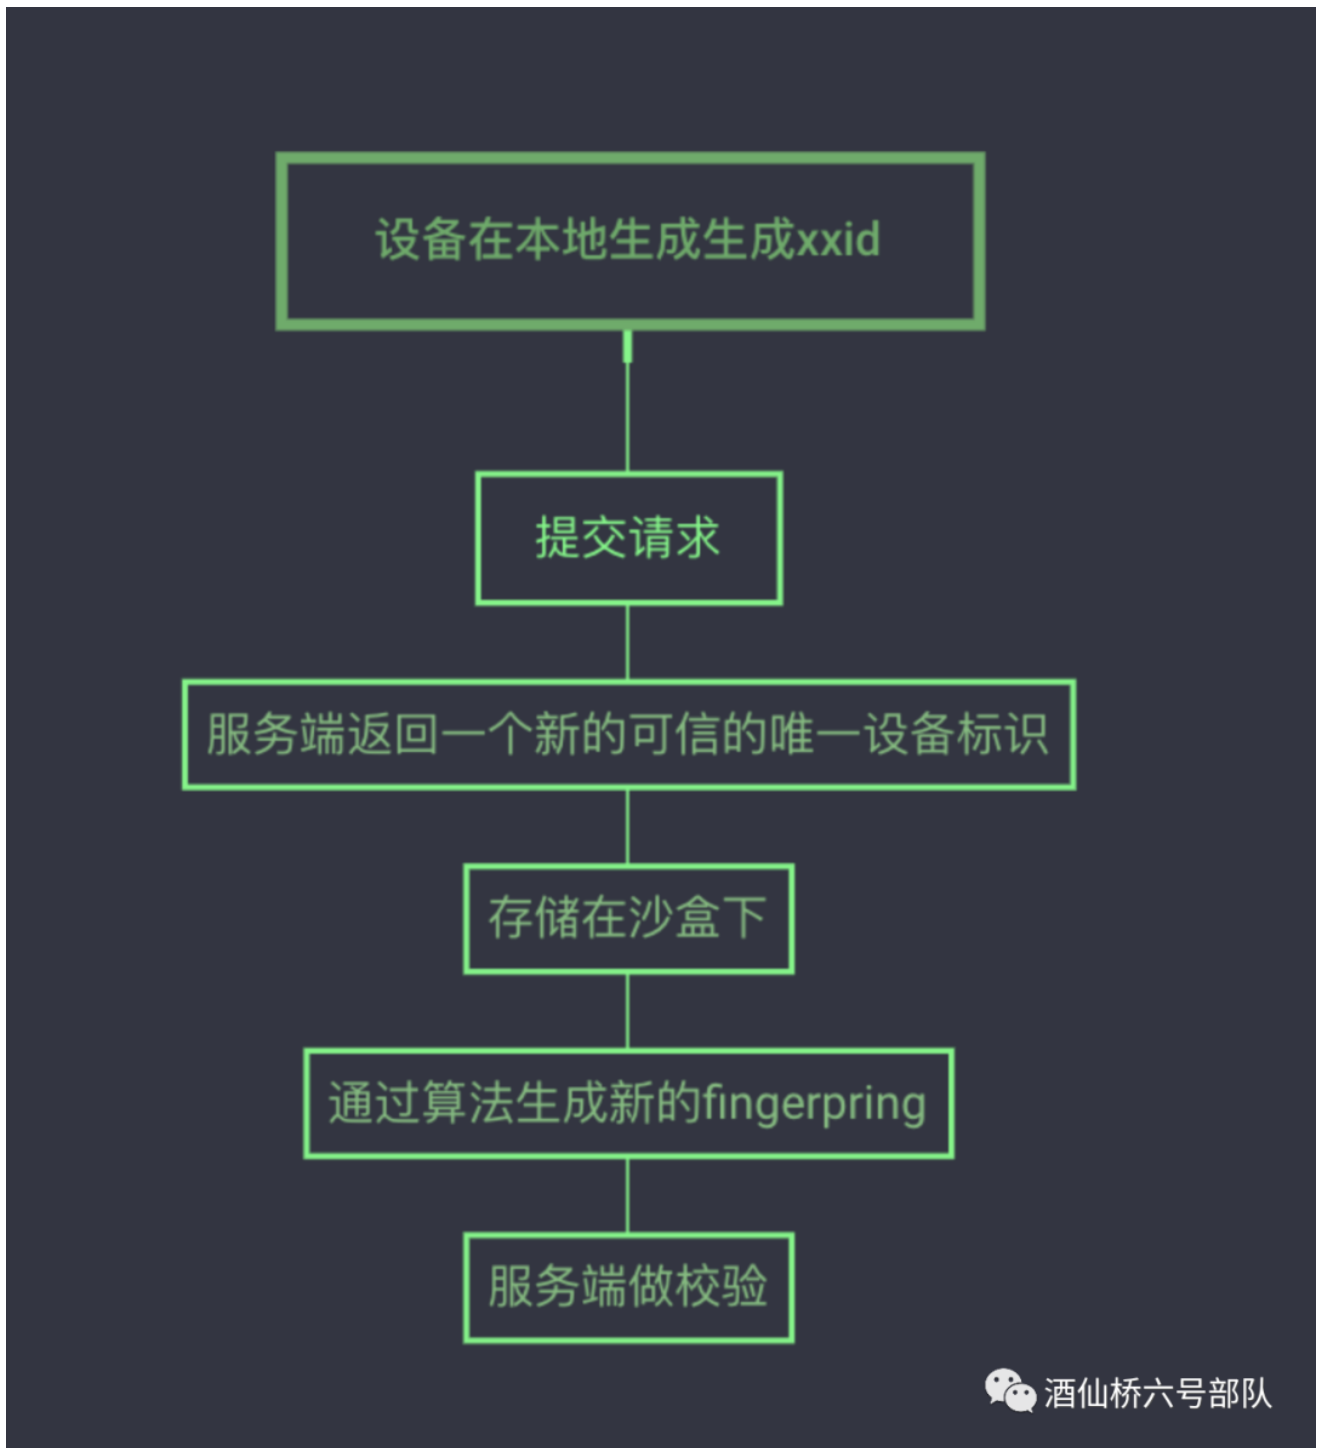 设备在本地生成生成xxid
提交请求
服务端返回一个新的可信的唯一设备标识
存储在沙盒下
通过算法生成新的fingerpring
服务端做校验
酒仙桥六号部队